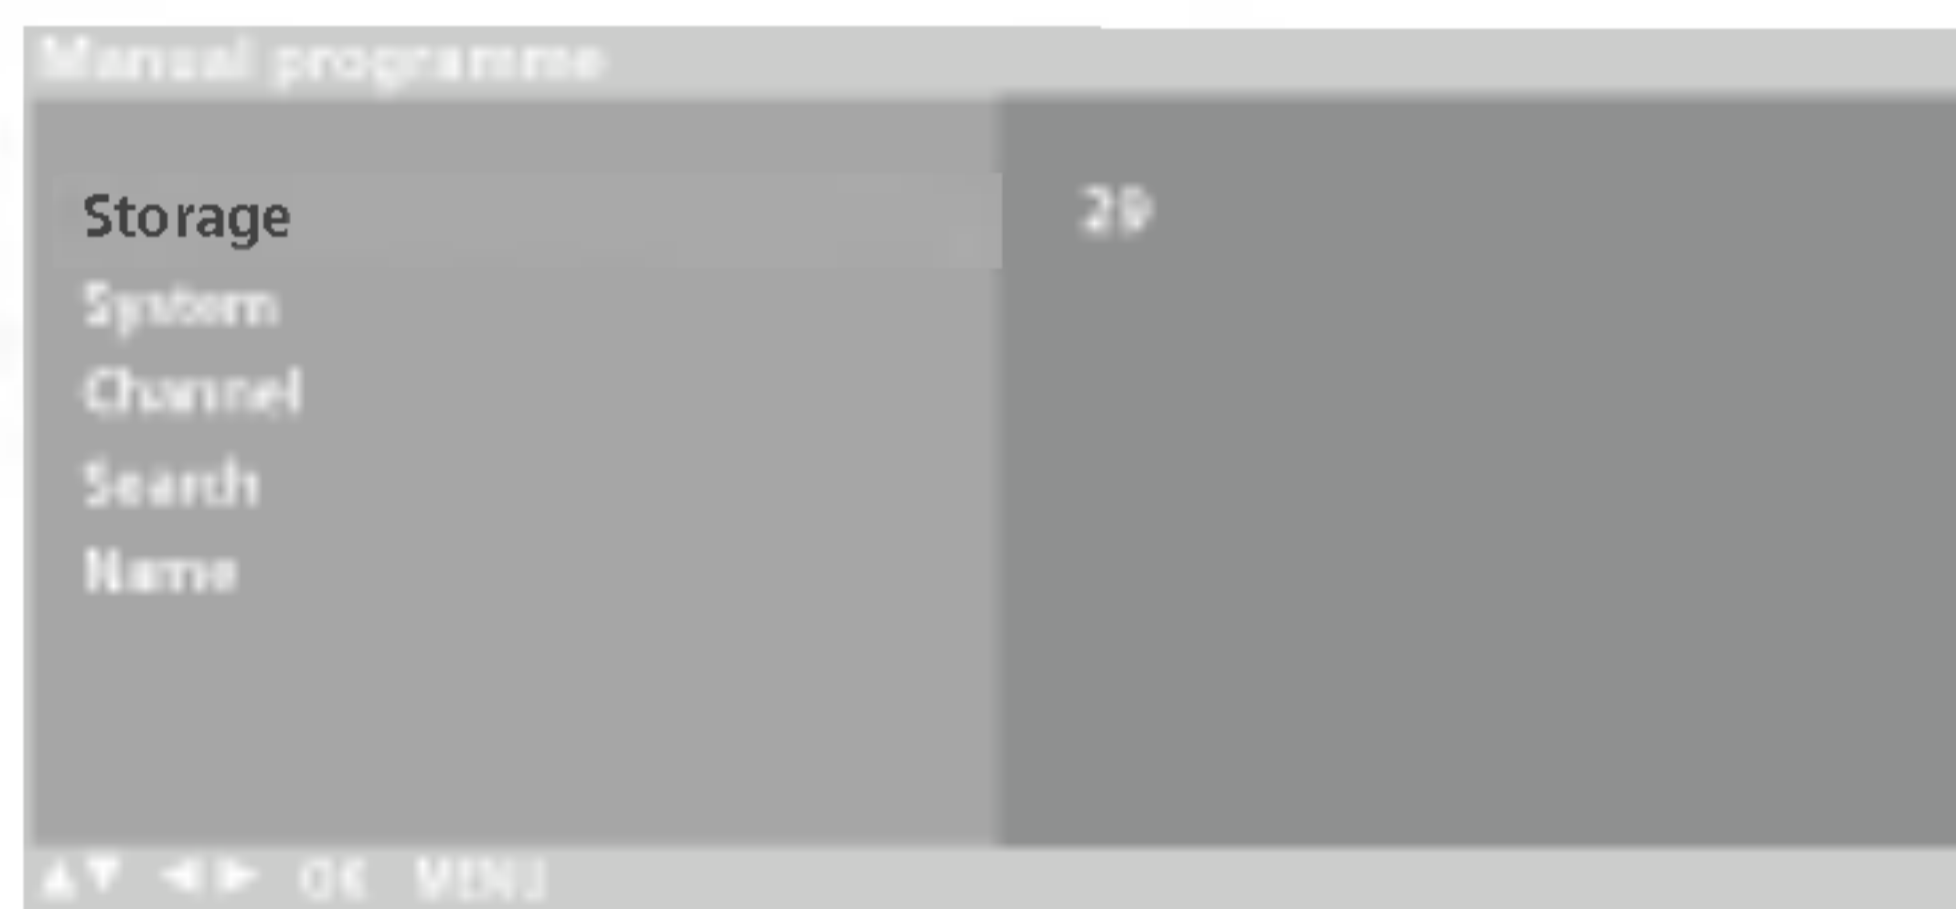 Manual programme
Storage 29
System
Channel
Search
Name
▲▼ ◀▶ OK MENU